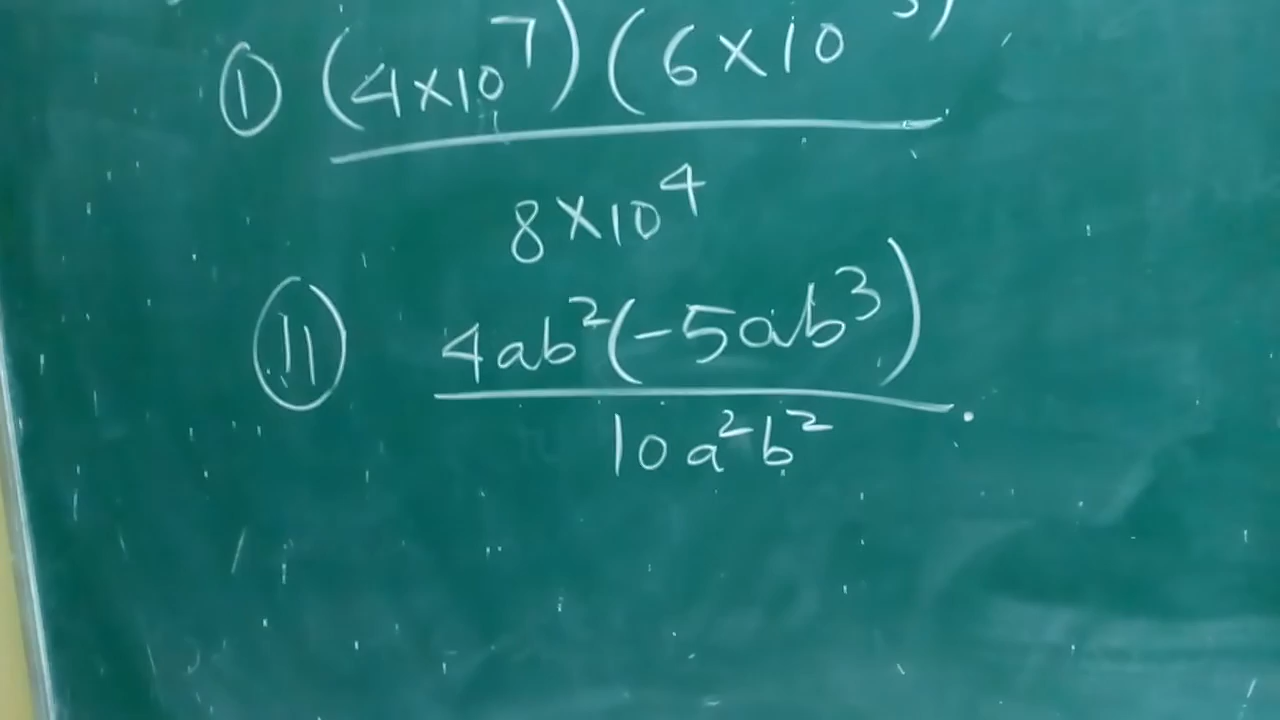 ① (4×10⁷)(6×10 )
8×10⁴
⑪ 4ab²(-5ab³)
10a²b² .